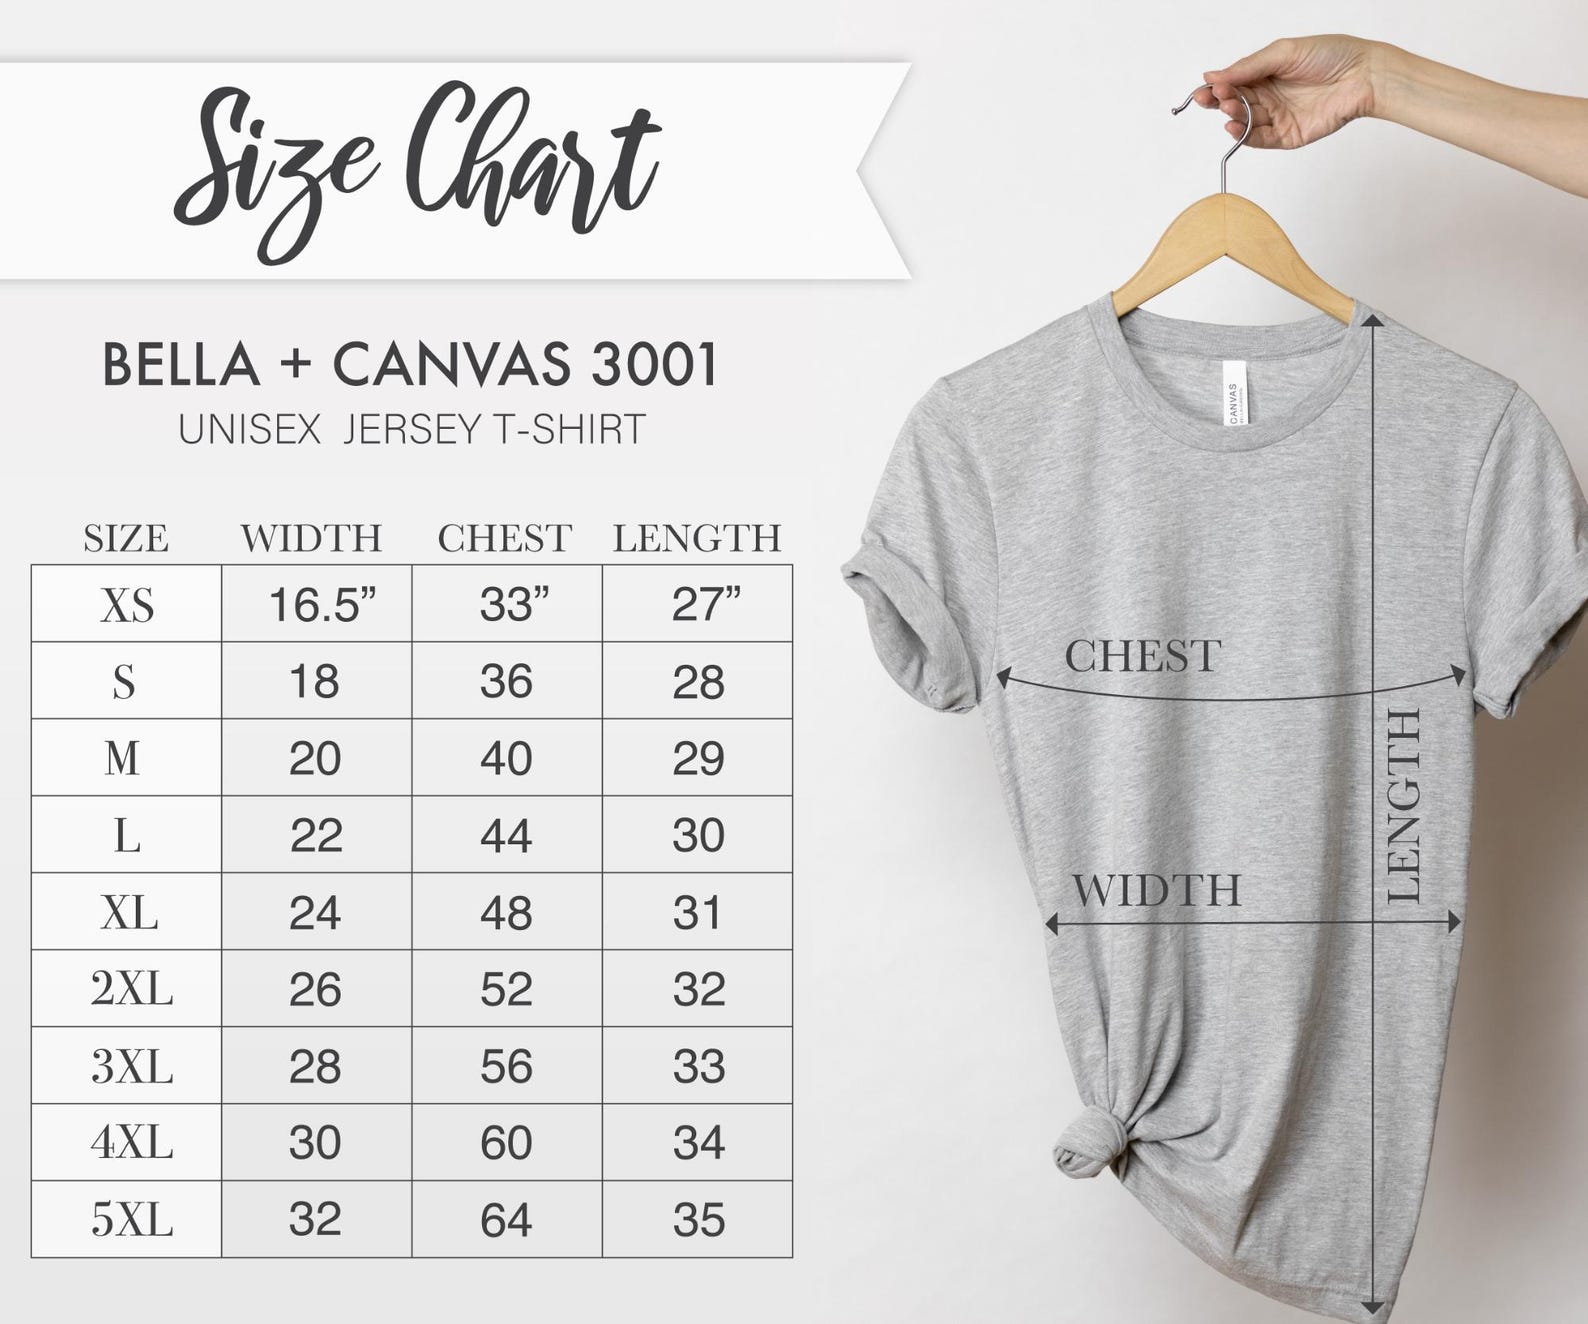 Size Chart
BELLA + CANVAS 3001
UNISEX JERSEY T-SHIRT
SIZE WIDTH CHEST LENGTH
XS 16.5” 33” 27”
S 18 36 28
M 20 40 29
L 22 44 30
XL 24 48 31
2XL 26 52 32
3XL 28 56 33
4XL 30 60 34
5XL 32 64 35
CANVAS
CHEST
WIDTH
LENGTH